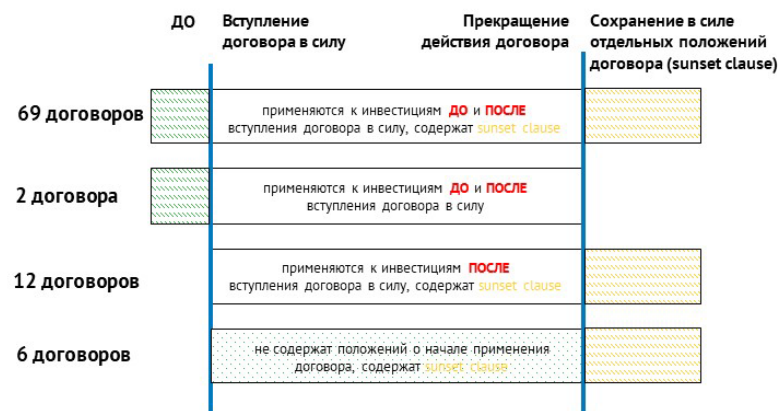 ДО
Вступление
договора в силу
Прекращение
действия договора
Сохранение в силе
отдельных положений
договора (sunset clause)
69 договоров
применяются к инвестициям ДО и ПОСЛЕ
вступления договора в силу, содержат sunset clause
2 договора
применяются к инвестициям ДО и ПОСЛЕ
вступления договора в силу
12 договоров
применяются к инвестициям ПОСЛЕ
вступления договора в силу, содержат sunset clause
6 договоров
не содержат положений о начале применения
договора, содержат sunset clause